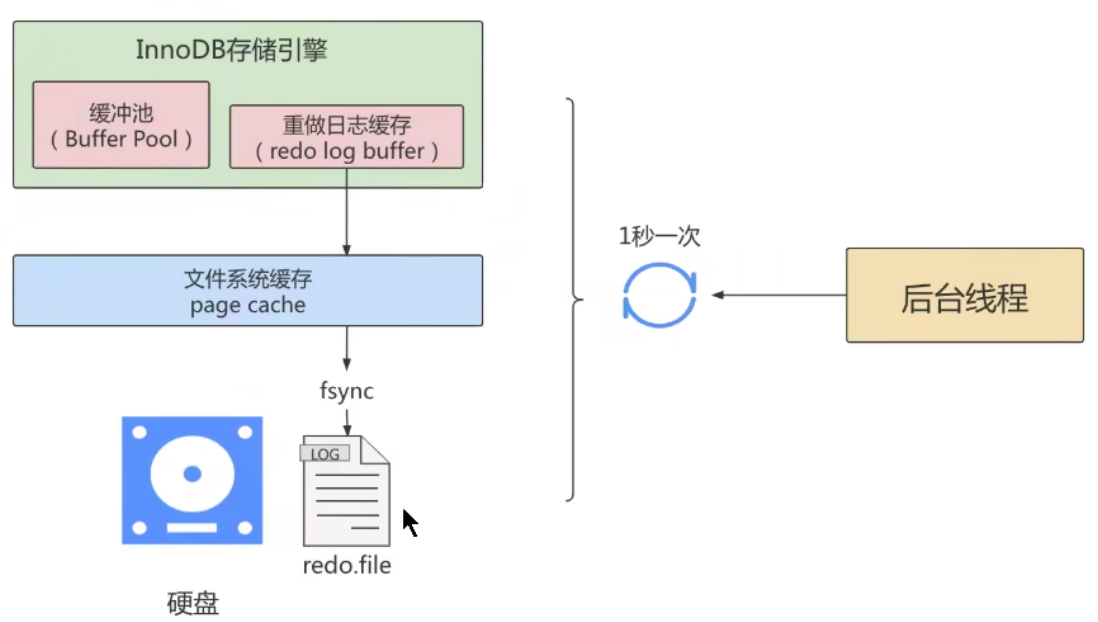 InnoDB存储引擎
缓冲池
（ Buffer Pool ）
重做日志缓存
（ redo log buffer ）
文件系统缓存
page cache
fsync
LOG
redo.file
硬盘
1秒一次
后台线程